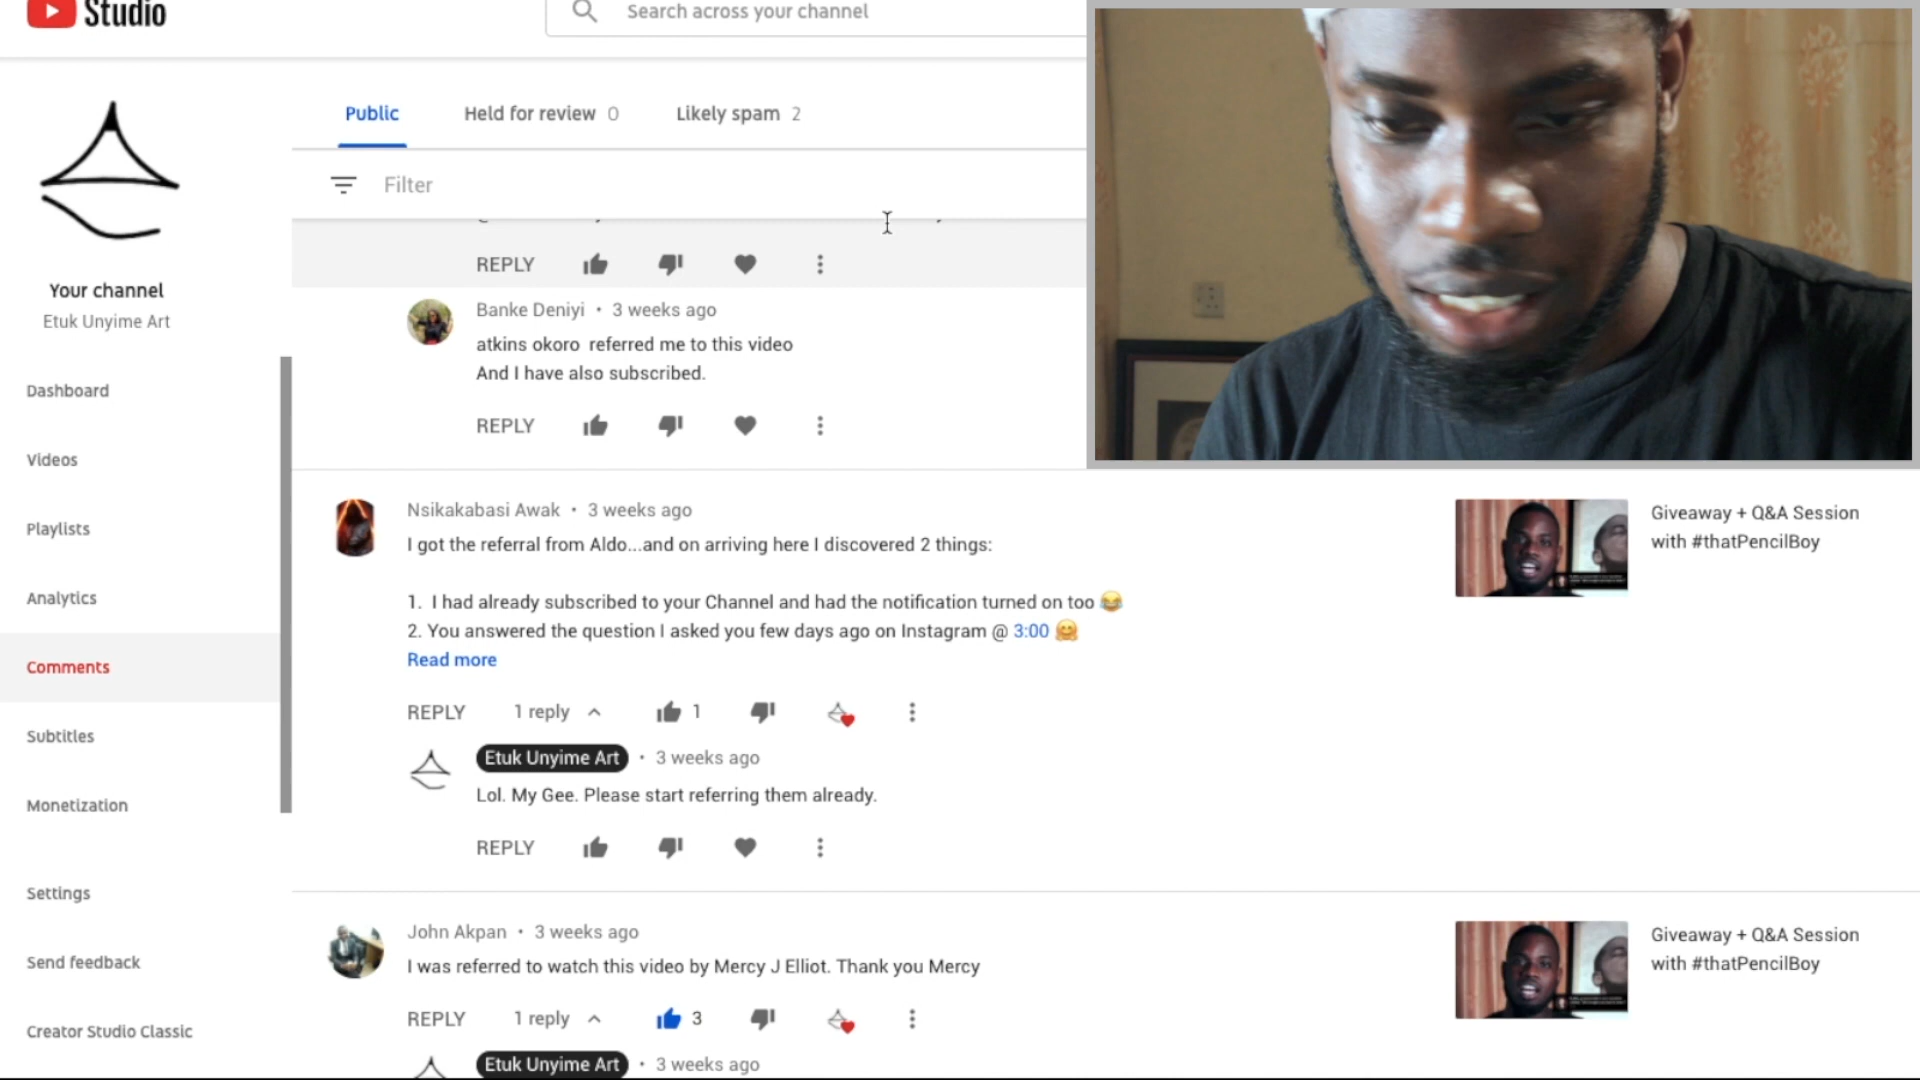 Studio
Search across your channel
Public
Held for review 0
Likely spam 2
Filter
Your channel
Etuk Unyime Art
Dashboard
Videos
Playlists
Analytics
Comments
Subtitles
Monetization
Settings
Send feedback
Creator Studio Classic
REPLY
Banke Deniyi • 3 weeks ago
atkins okoro referred me to this video
And I have also subscribed.
REPLY
Nsikakabasi Awak • 3 weeks ago
I got the referral from Aldo...and on arriving here I discovered 2 things:
1. I had already subscribed to your Channel and had the notification turned on too 😂
2. You answered the question I asked you few days ago on Instagram @ 3:00 🤗
Read more
REPLY 1 reply 1
Giveaway + Q&A Session
with #thatPencilBoy
Etuk Unyime Art • 3 weeks ago
Lol. My Gee. Please start referring them already.
REPLY
John Akpan • 3 weeks ago
I was referred to watch this video by Mercy J Elliot. Thank you Mercy
REPLY 1 reply 3
Giveaway + Q&A Session
with #thatPencilBoy
Etuk Unyime Art • 3 weeks ago